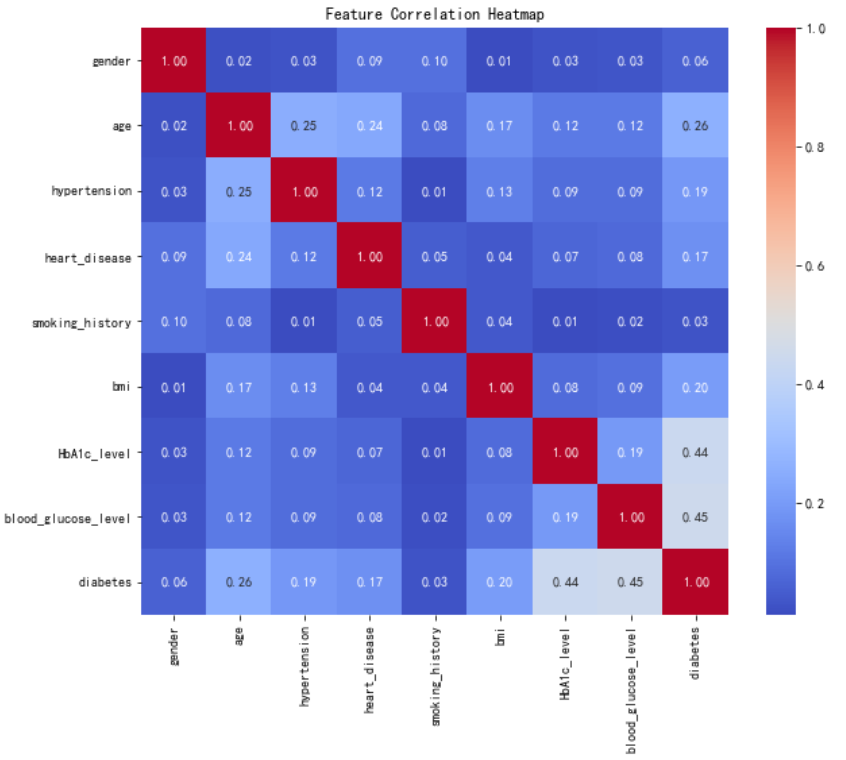 Feature Correlation Heatmap
gender 1.00 0.02 0.03 0.09 0.10 0.01 0.03 0.03 0.06
age 0.02 1.00 0.25 0.24 0.08 0.17 0.12 0.12 0.26
hypertension 0.03 0.25 1.00 0.12 0.01 0.13 0.09 0.09 0.19
heart_disease 0.09 0.24 0.12 1.00 0.05 0.04 0.07 0.08 0.17
smoking_history 0.10 0.08 0.01 0.05 1.00 0.04 0.01 0.02 0.03
bmi 0.01 0.17 0.13 0.04 0.04 1.00 0.08 0.09 0.20
HbA1c_level 0.03 0.12 0.09 0.07 0.01 0.08 1.00 0.19 0.44
blood_glucose_level 0.03 0.12 0.09 0.08 0.02 0.09 0.19 1.00 0.45
diabetes 0.06 0.26 0.19 0.17 0.03 0.20 0.44 0.45 1.00
gender age hypertension heart_disease smoking_history bmi HbA1c_level blood_glucose_level diabetes
1.0
0.8
0.6
0.4
0.2